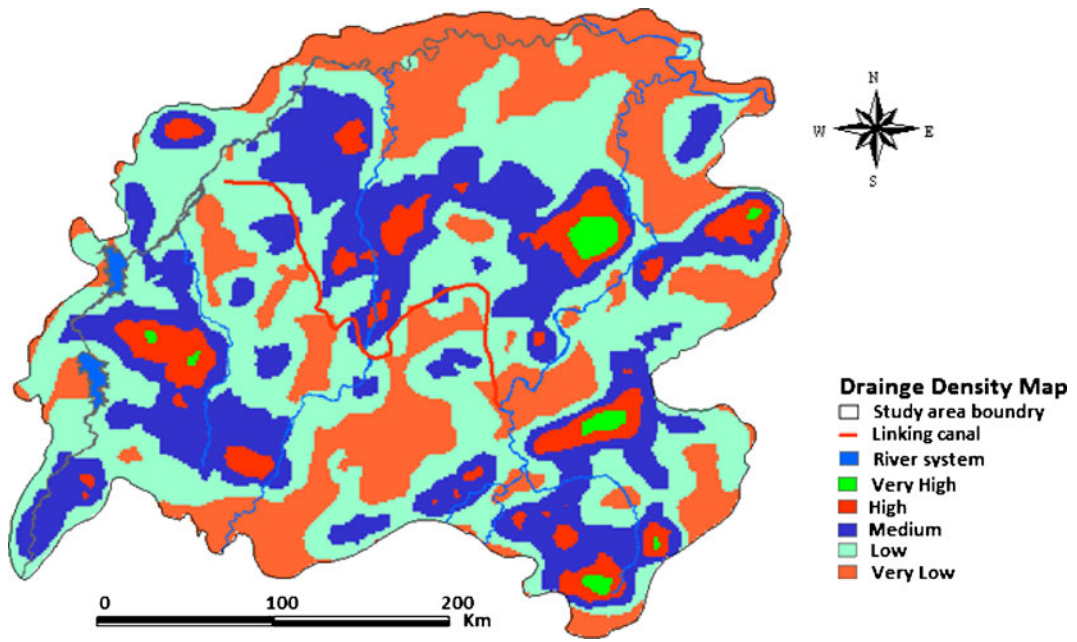 N
W E
S
Drainge Density Map
Study area boundry
Linking canal
River system
Very High
High
Medium
Low
Very Low
0 100 200
Km